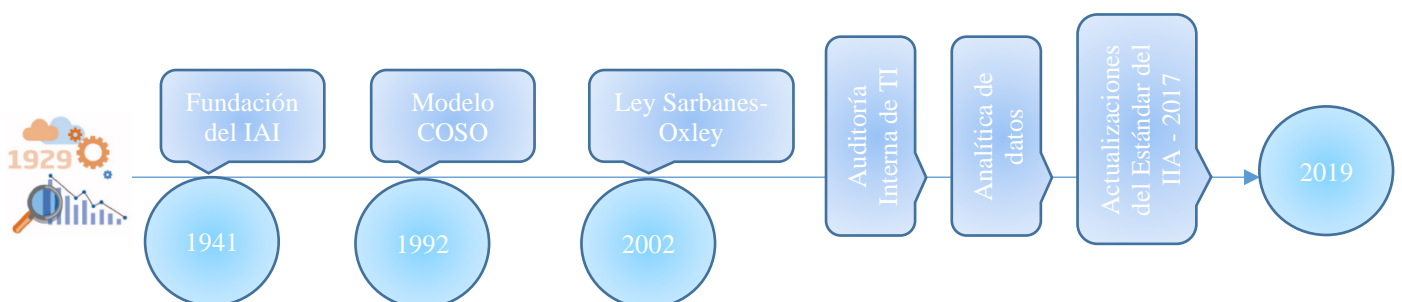 1929
Fundación
del IAI
1941
Modelo
COSO
1992
Ley Sarbanes-
Oxley
2002
Auditoría
Interna de TI
Analítica de
datos
Actualizaciones
del Estándar del
IIA - 2017
2019